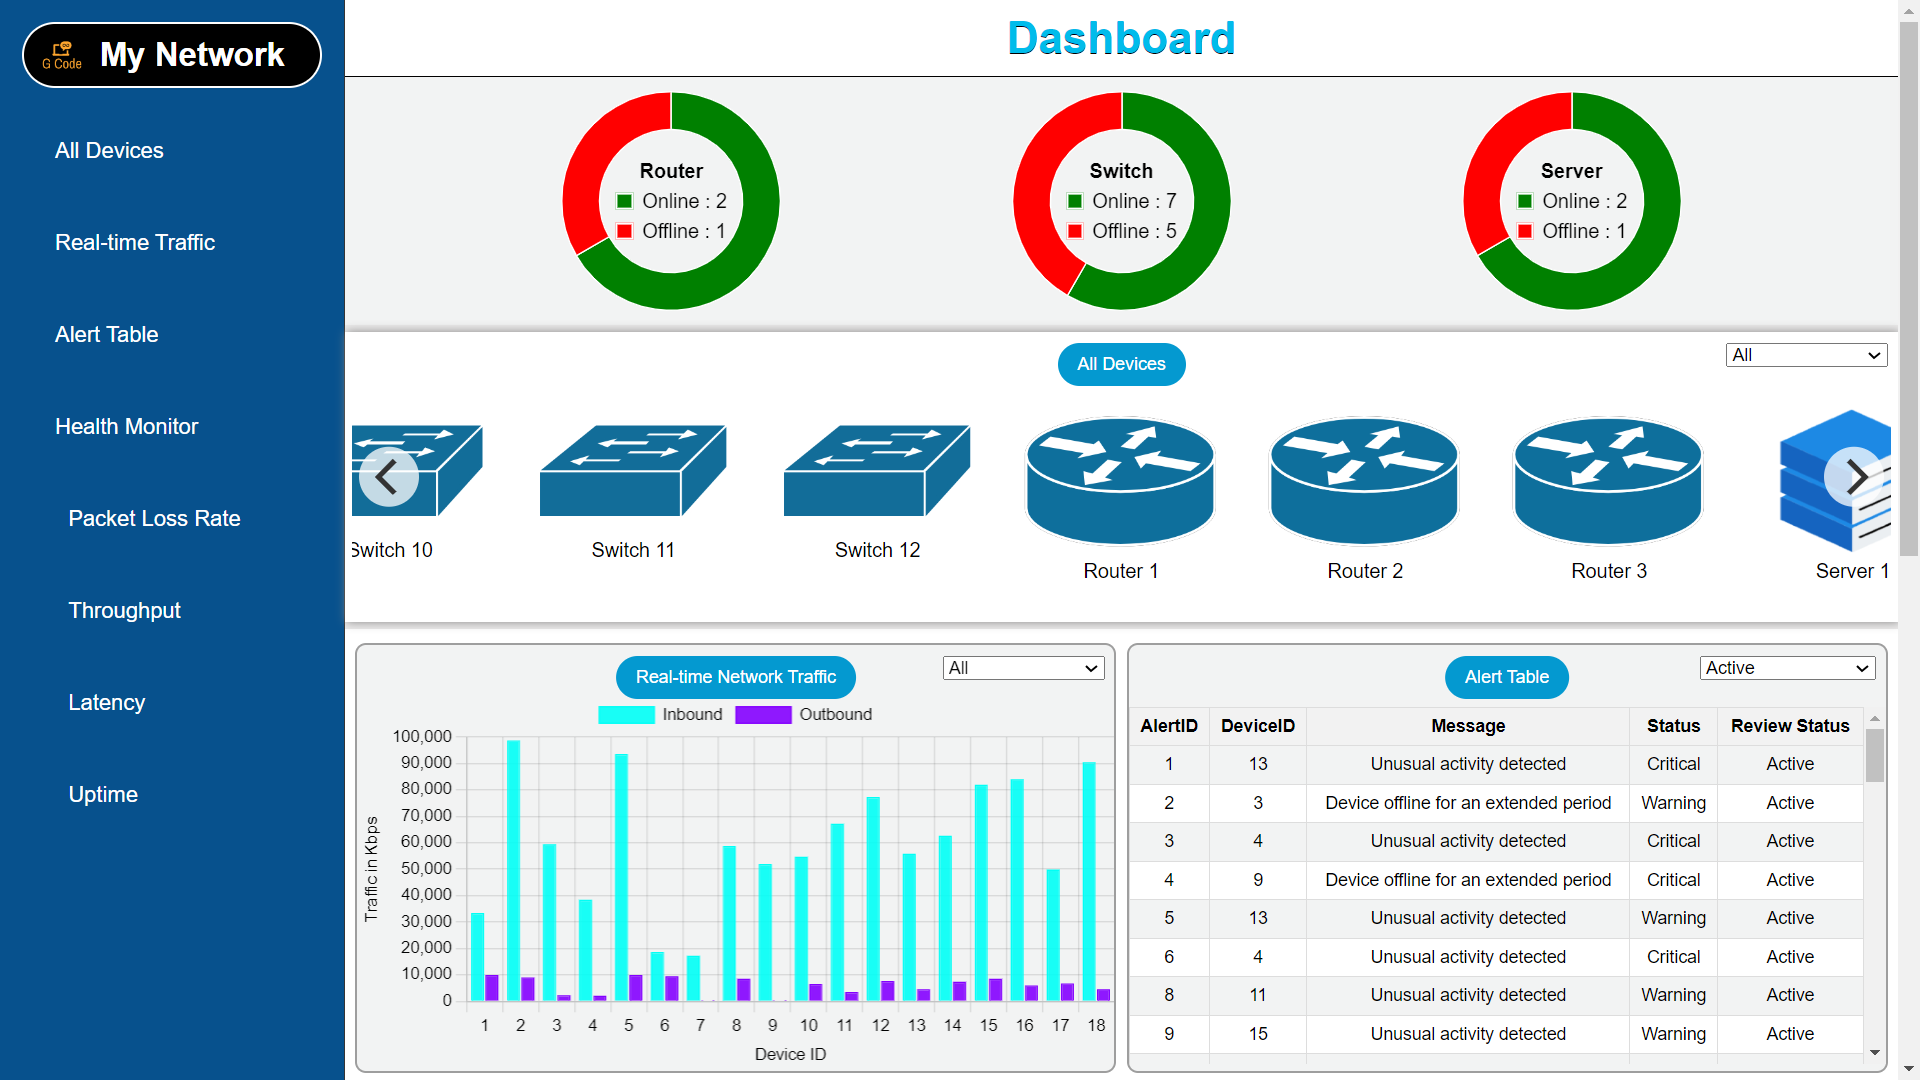 G Code
My Network
All Devices
Real-time Traffic
Alert Table
Health Monitor
Packet Loss Rate
Throughput
Latency
Uptime
Dashboard
Router
Online : 2
Offline : 1
Switch
Online : 7
Offline : 5
Server
Online : 2
Offline : 1
All Devices
All
Switch 10
Switch 11
Switch 12
Router 1
Router 2
Router 3
Server 1
Real-time Network Traffic
All
Inbound
Outbound
Traffic in Kbps
100,000
90,000
80,000
70,000
60,000
50,000
40,000
30,000
20,000
10,000
0
1 2 3 4 5 6 7 8 9 10 11 12 13 14 15 16 17 18
Device ID
Alert Table
Active
AlertID DeviceID Message Status Review Status
1 13 Unusual activity detected Critical Active
2 3 Device offline for an extended period Warning Active
3 4 Unusual activity detected Critical Active
4 9 Device offline for an extended period Critical Active
5 13 Unusual activity detected Warning Active
6 4 Unusual activity detected Critical Active
8 11 Unusual activity detected Warning Active
9 15 Unusual activity detected Warning Active